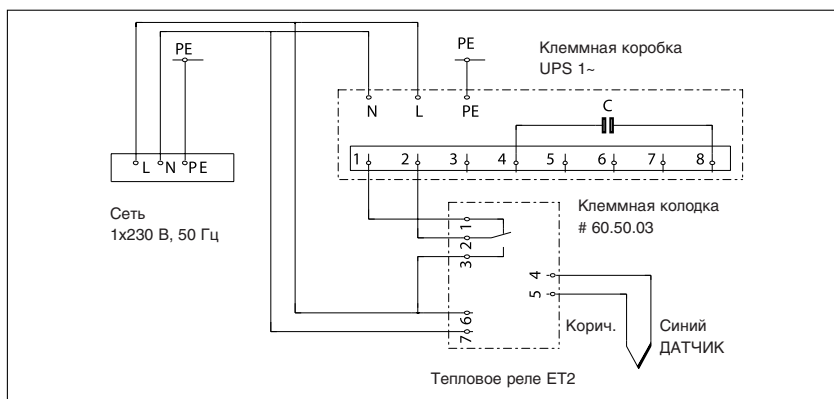 PE
PE
Клеммная коробка
UPS 1~
N L PE
C
1 2 3 4 5 6 7 8
L N PE
Сеть
1x230 В, 50 Гц
Клеммная колодка
# 60.50.03
1
2
3
4
5
6
7
Корич.
Синий
ДАТЧИК
Тепловое реле ET2